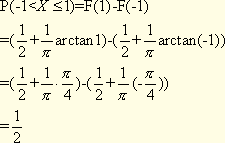 P(-1<X≤1)=F(1)-F(-1)
=(1/2+1/π arctan1)-(1/2+1/π arctan(-1))
=(1/2+1/π·π/4)-(1/2+1/π(-π/4))
=1/2